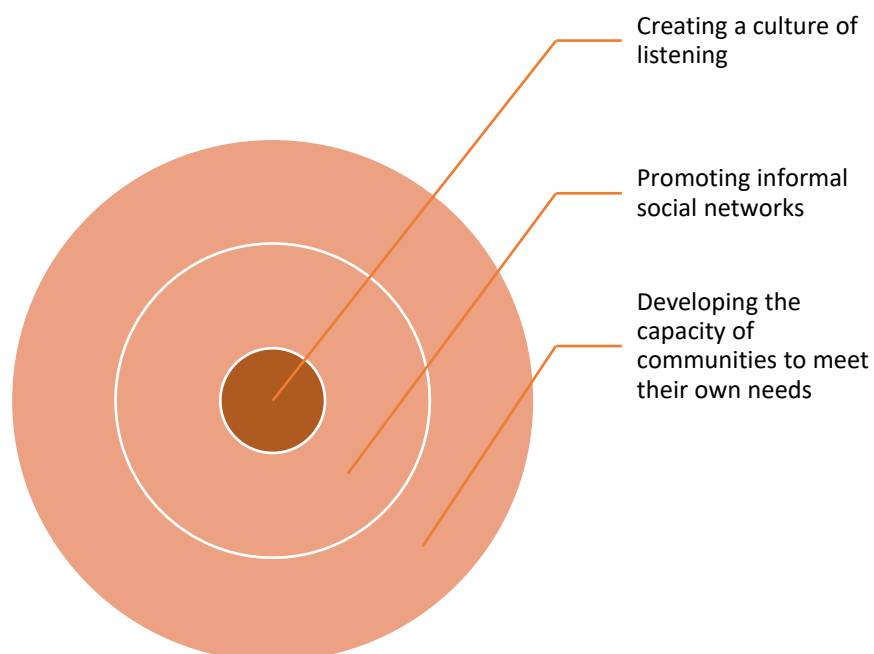 Creating a culture of
listening
Promoting informal
social networks
Developing the
capacity of
communities to meet
their own needs